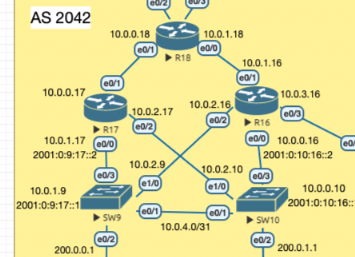 e0/2
e0/3
AS 2042
10.0.0.18
10.0.1.18
R18
e0/1
e0/0
10.0.1.16
e0/1
e0/1
10.0.0.17
10.0.3.16
10.0.2.17
10.0.2.16
e0/3
R17
R16
e0/2
e0/2
10.0.1.17
e0/0
e0/0
10.0.0.16
2001:0:9:17::2
2001:0:10:16::2
10.0.2.9
10.0.2.10
e0/3
e0/3
10.0.1.9
e1/0
e1/0
10.0.0.10
2001:0:9:17::1
2001:0:10:16::
SW9
e0/1
e0/1
SW10
10.0.4.0/31
e0/2
e0/2
200.0.0.1
200.0.1.1